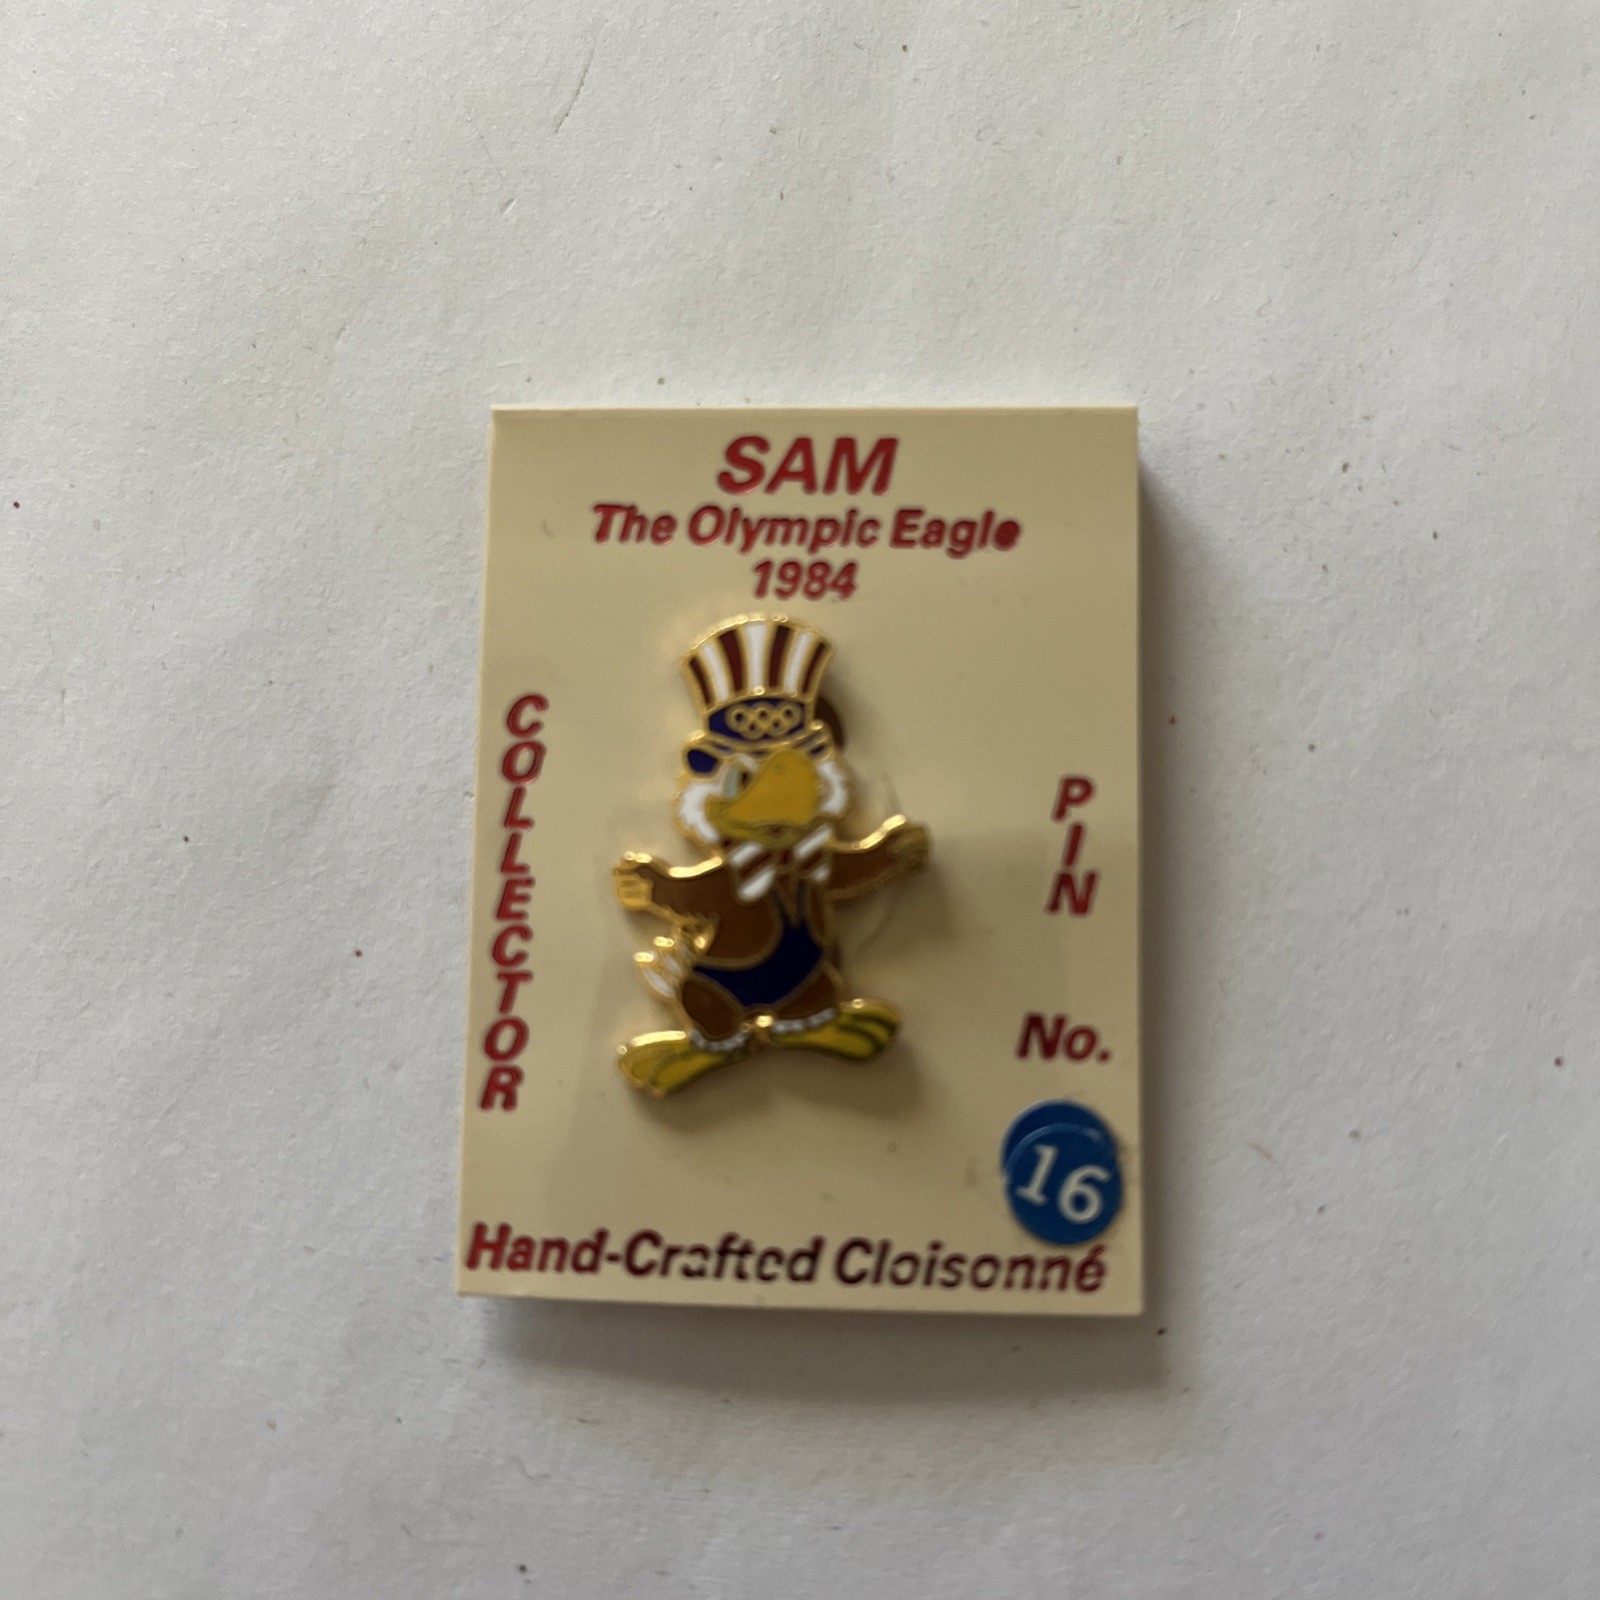 SAM
The Olympic Eagle
1984
COLLECTOR
PIN
No.
16
Hand-Crafted Cloisonné